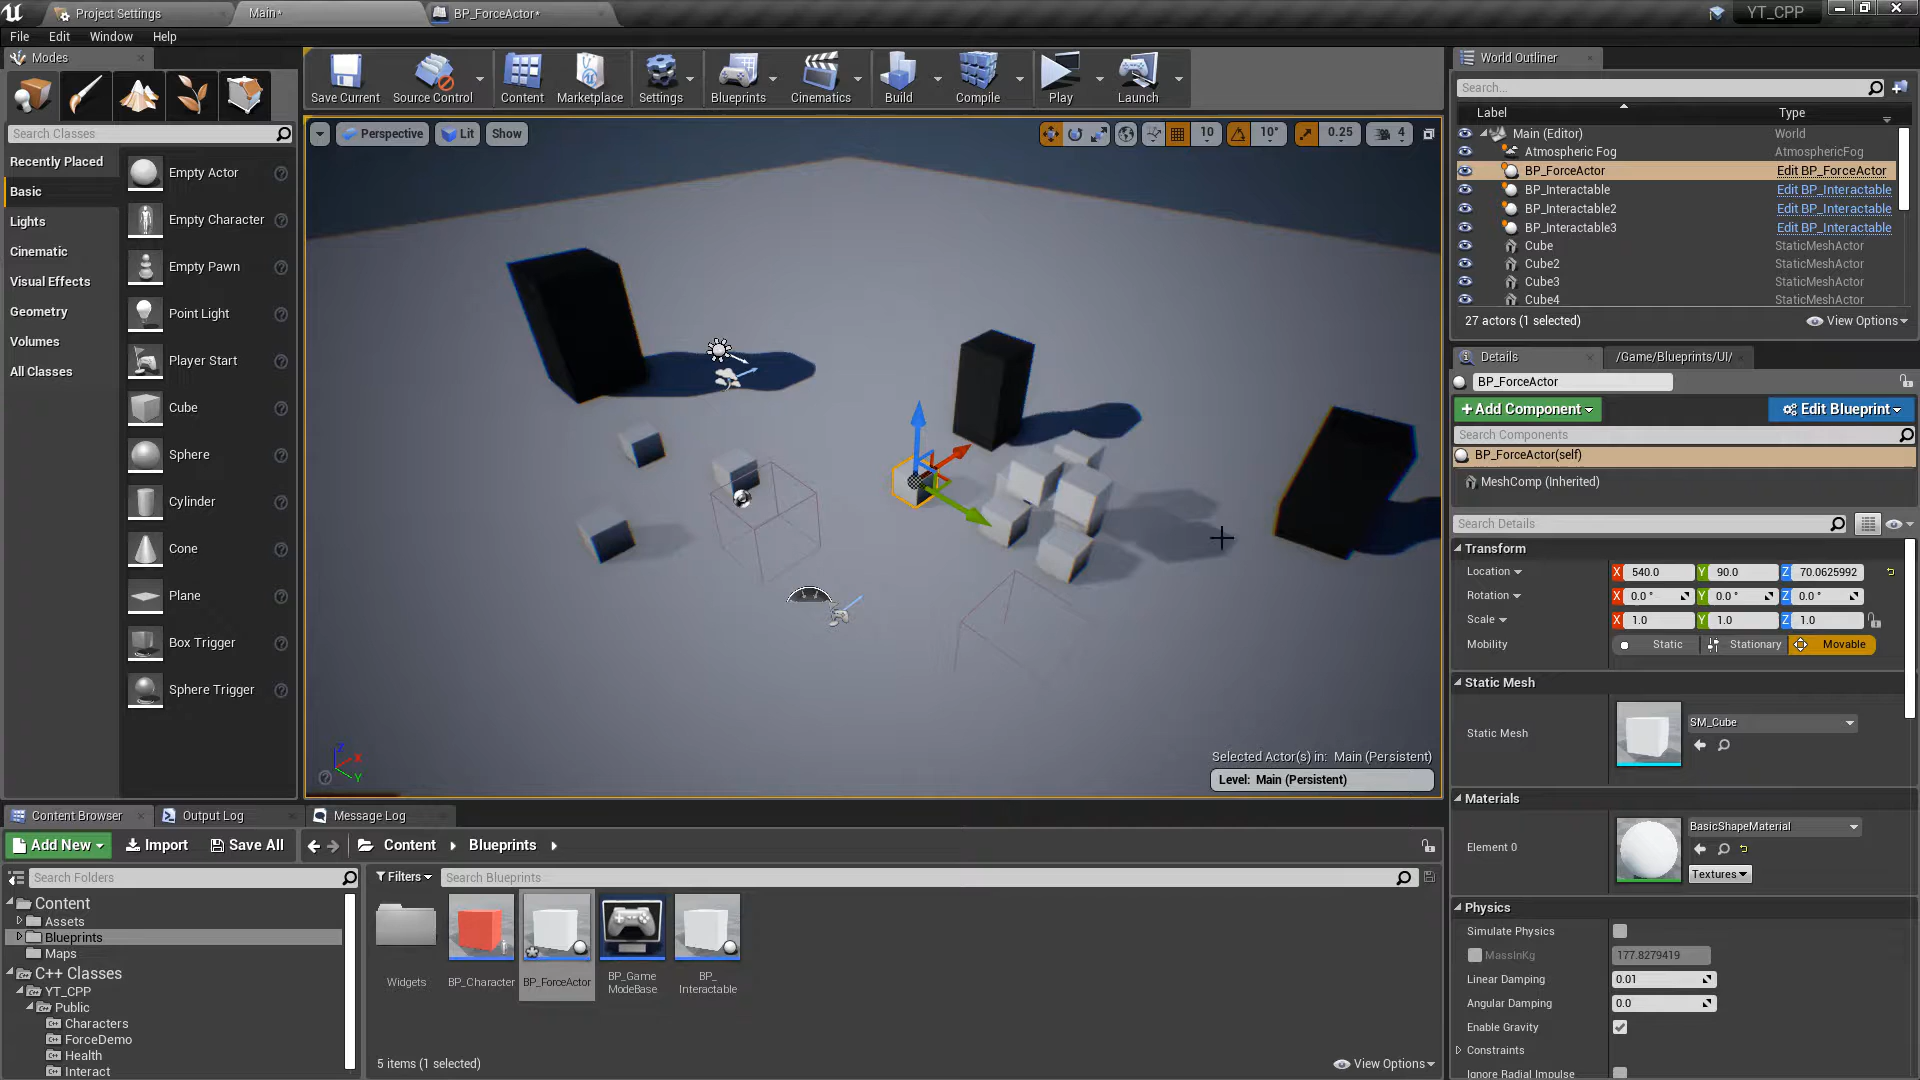 Project Settings
Main*
BP_ForceActor*
YT_CPP
File Edit Window Help
Modes
Search Classes
Recently Placed
Basic
Lights
Cinematic
Visual Effects
Geometry
Volumes
All Classes
Empty Actor
Empty Character
Empty Pawn
Point Light
Player Start
Cube
Sphere
Cylinder
Cone
Plane
Box Trigger
Sphere Trigger
Save Current
Source Control
Content
Marketplace
Settings
Blueprints
Cinematics
Build
Compile
Play
Launch
Perspective Lit Show
10 10° 0.25 4
Z X Y
Selected Actor(s) in: Main (Persistent)
Level: Main (Persistent)
World Outliner
Search...
Label Type
Main (Editor) World
Atmospheric Fog AtmosphericFog
BP_ForceActor Edit BP_ForceActor
BP_Interactable Edit BP_Interactable
BP_Interactable2 Edit BP_Interactable
BP_Interactable3 Edit BP_Interactable
Cube StaticMeshActor
Cube2 StaticMeshActor
Cube3 StaticMeshActor
Cube4 StaticMeshActor
27 actors (1 selected) View Options
Details /Game/Blueprints/UI/
BP_ForceActor
+Add Component Edit Blueprint
Search Components
BP_ForceActor(self)
MeshComp (Inherited)
Search Details
Transform
Location X 540.0 Y 90.0 Z 70.0625992
Rotation X 0.0 ° Y 0.0 ° Z 0.0 °
Scale X 1.0 Y 1.0 Z 1.0
Mobility Static Stationary Movable
Static Mesh
Static Mesh SM_Cube
Materials
Element 0 BasicShapeMaterial
Textures
Physics
Simulate Physics
MassInKg 177.8279419
Linear Damping 0.01
Angular Damping 0.0
Enable Gravity
Constraints
Ignore Radial Impulse
Content Browser Output Log Message Log
Add New Import Save All Content Blueprints
Search Folders
Filters Search Blueprints
Content
Assets
Blueprints
Maps
C++ Classes
YT_CPP
Public
Characters
ForceDemo
Health
Interact
Widgets
BP_Character
BP_ForceActor
BP_Game
ModeBase
BP_
Interactable
5 items (1 selected) View Options